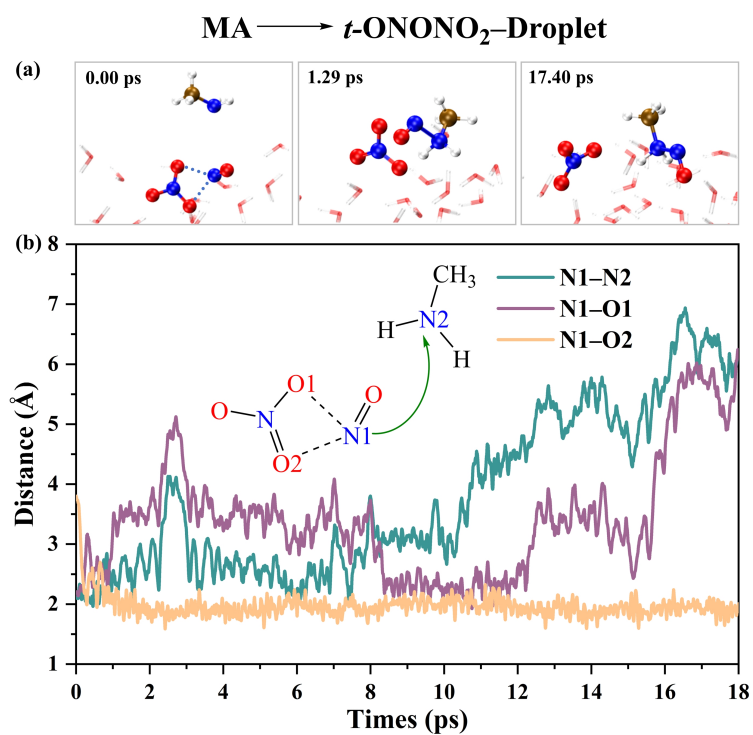 MA ⟶ t-ONONO₂–Droplet
(a)
0.00 ps
1.29 ps
17.40 ps
(b)
8
7
6
5
4
3
2
1
Distance (Å)
CH₃
H
N2
H
O1
O
N
O2
O
N1
N1–N2
N1–O1
N1–O2
0
2
4
6
8
10
12
14
16
18
Times (ps)